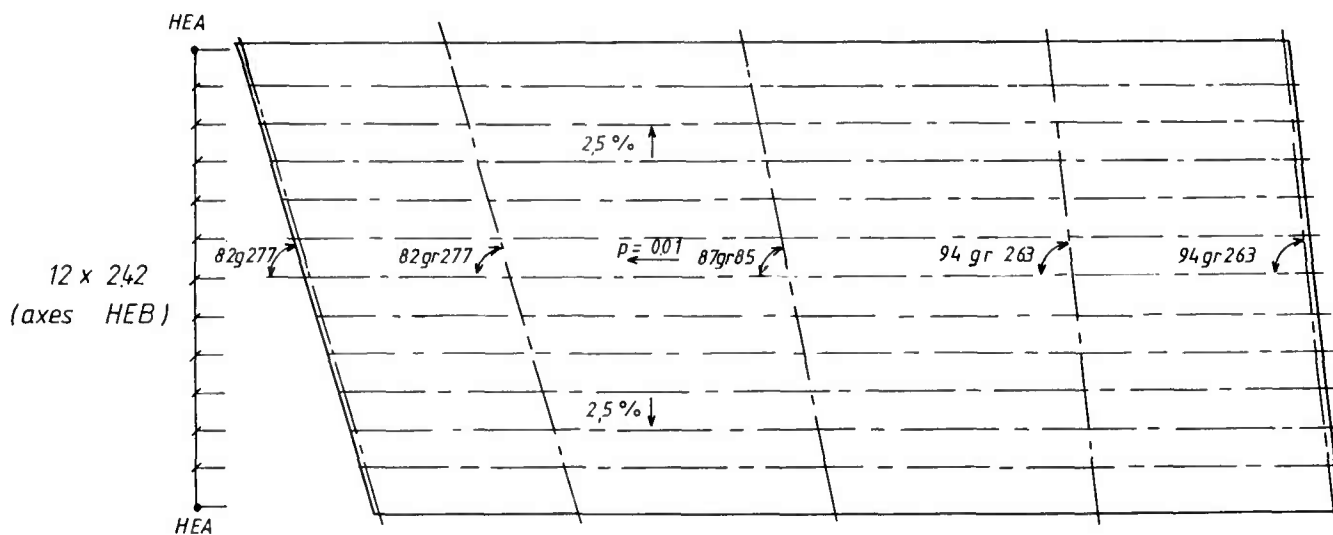 HEA
2,5 %
82g277
82gr277
p = 0.01
87gr85
94 gr 263
94gr263
12 x 2,42
(axes HEB)
2,5 %
HEA